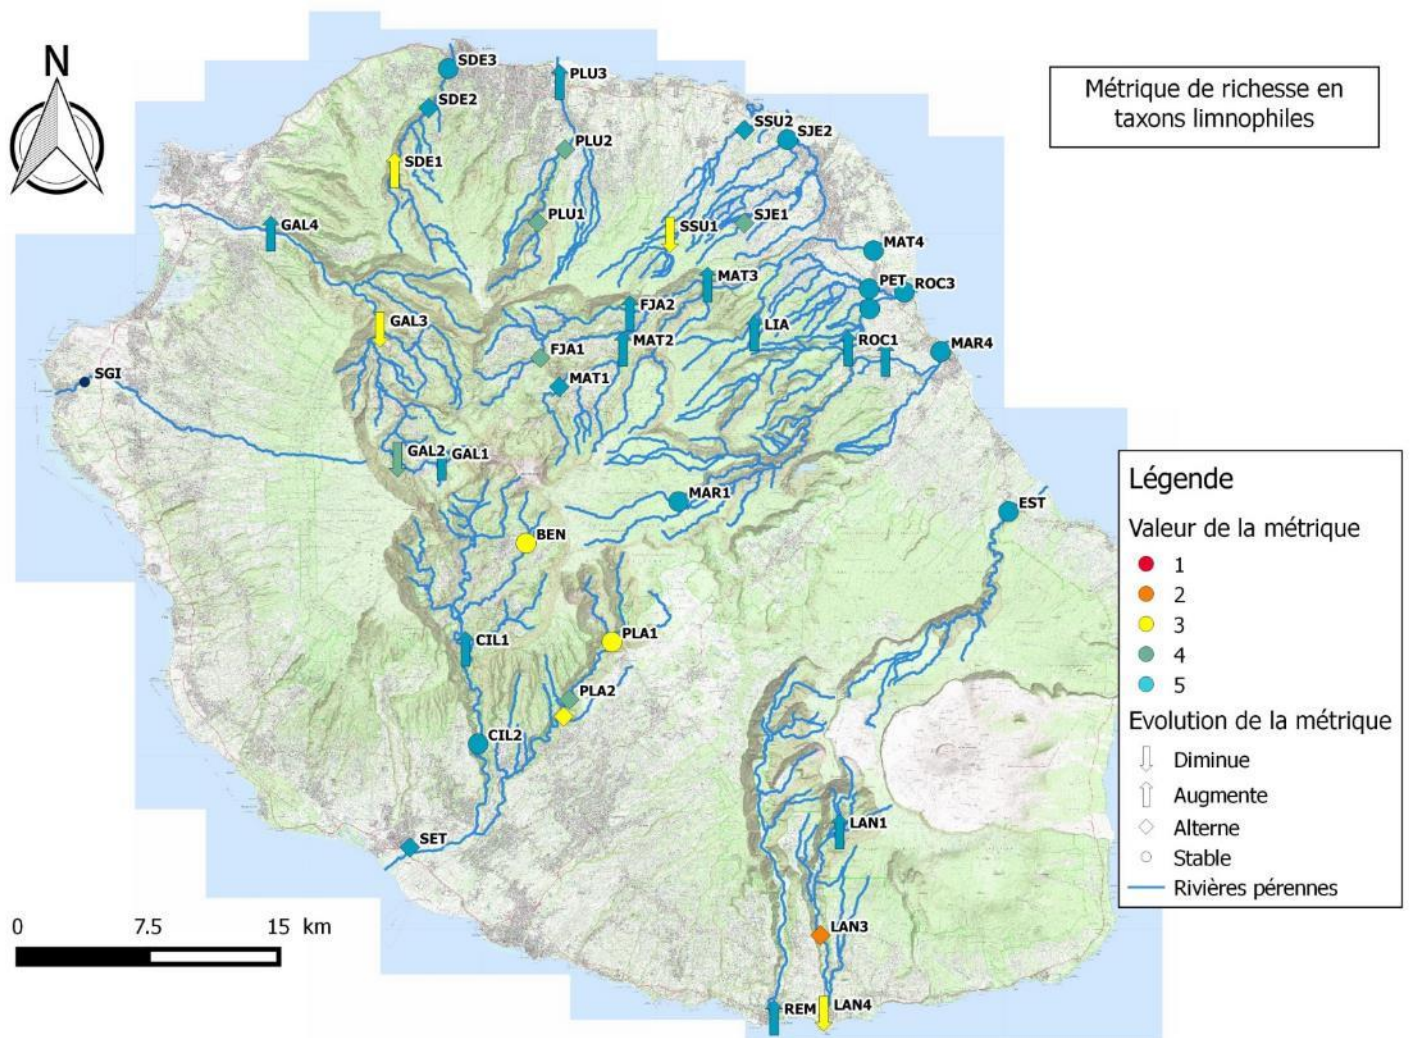 N
Métrique de richesse en
taxons limnophiles
SDE3
PLU3
SDE2
SSU2
SJE2
PLU2
SDE1
PLU1
SSU1
SJE1
GAL4
MAT4
MAT3
PET
ROC3
FJA2
GAL3
LIA
MAT2
ROC1
MAR4
FJA1
SGI
MAT1
GAL2
GAL1
MAR1
EST
BEN
CIL1
PLA1
PLA2
CIL2
LAN1
SET
LAN3
REM
LAN4
Légende
Valeur de la métrique
1
2
3
4
5
Evolution de la métrique
Diminue
Augmente
Alterne
Stable
Rivières pérennes
0 7.5 15 km